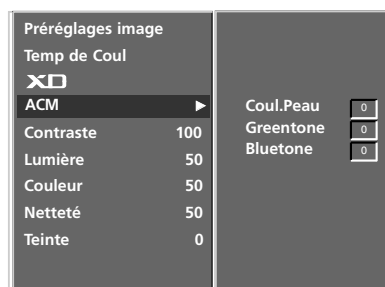 Préréglages image
Temp de Coul
XD
ACM ▶
Contraste 100
Lumière 50
Couleur 50
Netteté 50
Teinte 0
Coul.Peau 0
Greentone 0
Bluetone 0